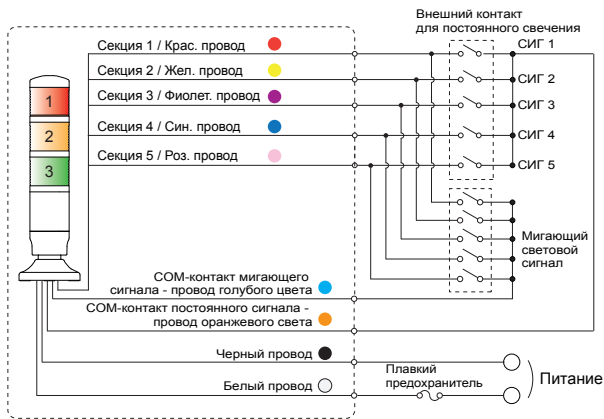 Внешний контакт
для постоянного свечения
Секция 1 / Крас. провод
СИГ 1
Секция 2 / Жел. провод
СИГ 2
Секция 3 / Фиолет. провод
СИГ 3
Секция 4 / Син. провод
СИГ 4
Секция 5 / Роз. провод
СИГ 5
1
2
3
Мигающий
световой
сигнал
COM-контакт мигающего
сигнала - провод голубого цвета
COM-контакт постоянного сигнала -
провод оранжевого света
Черный провод
Белый провод
Плавкий
предохранитель
Питание